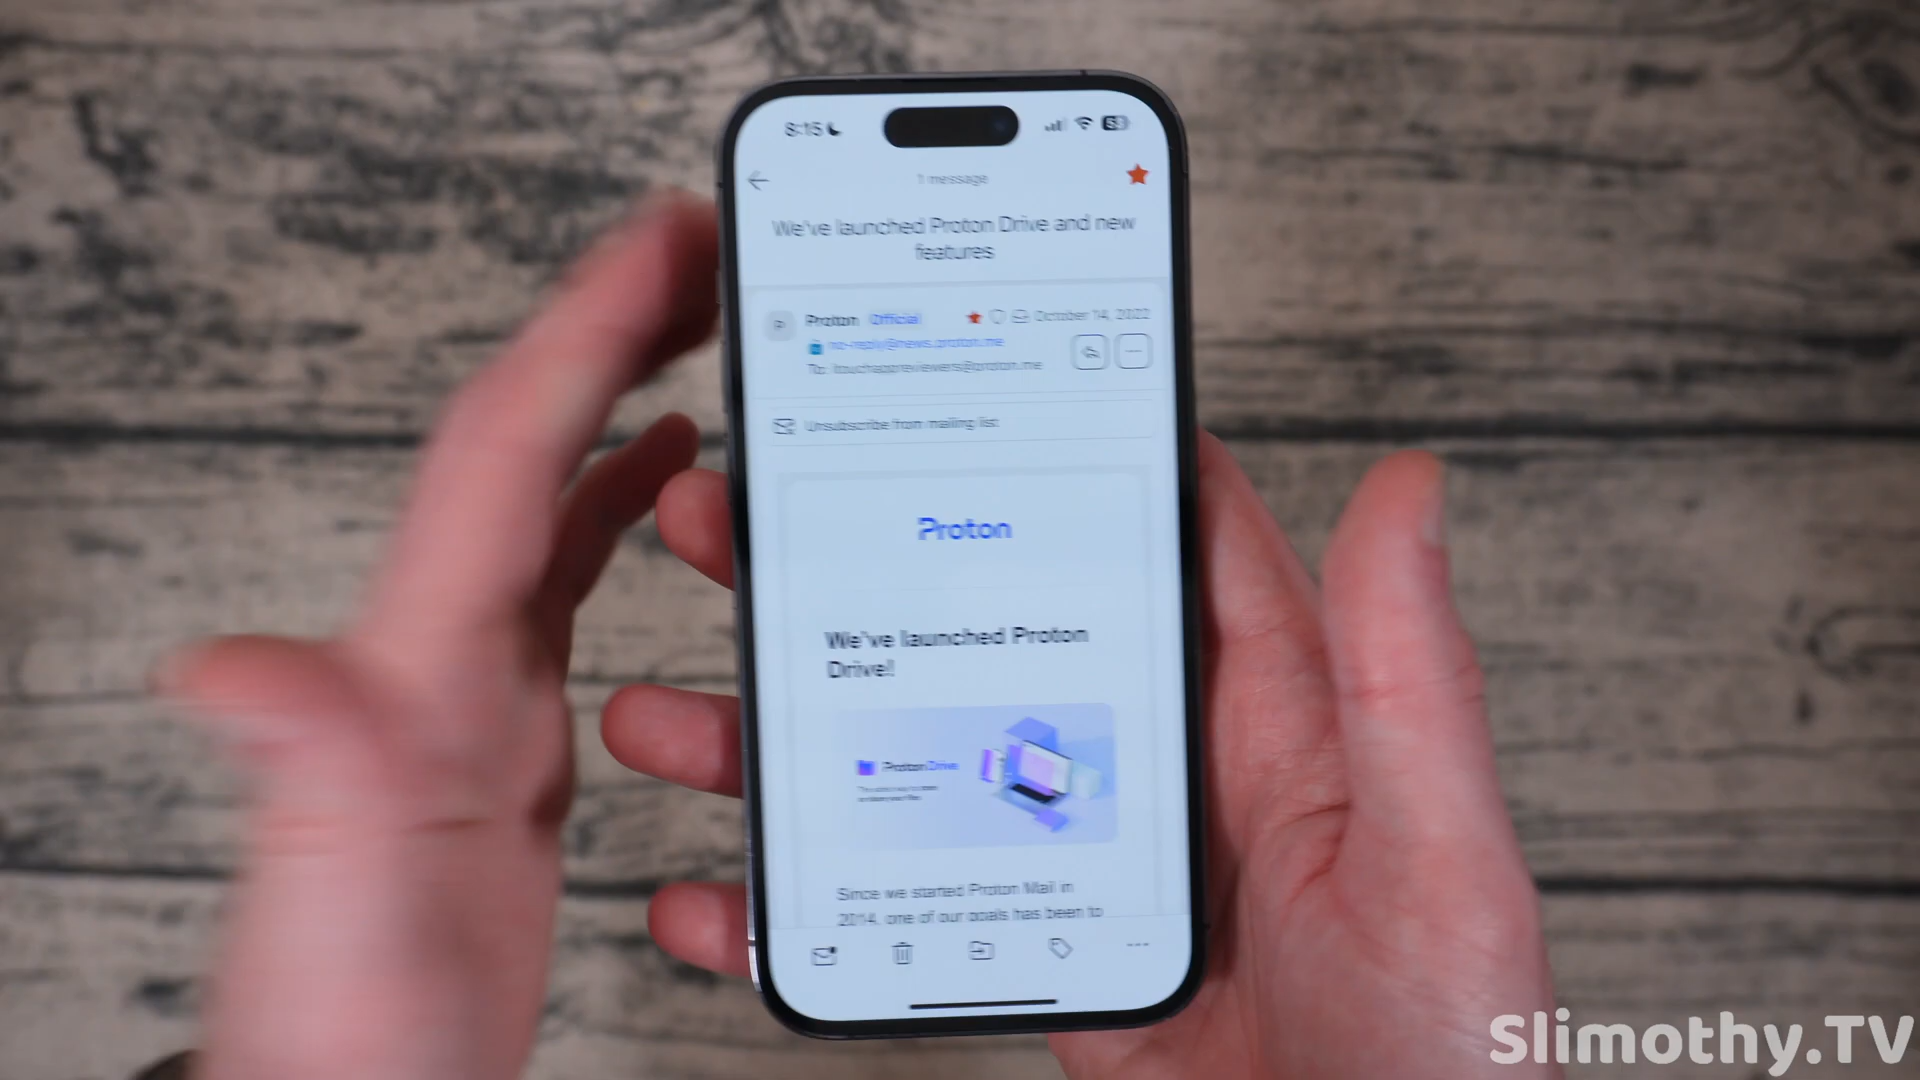 8:15
1 message
We've launched Proton Drive and new
features
Proton Official October 14, 2022
no-reply@news.proton.me
To: touchappreviewers@proton.me
Unsubscribe from mailing list
Proton
We've launched Proton
Drive!
Proton Drive
Since we started Proton Mail in
2014, one of our goals has been to
Slimothy.TV